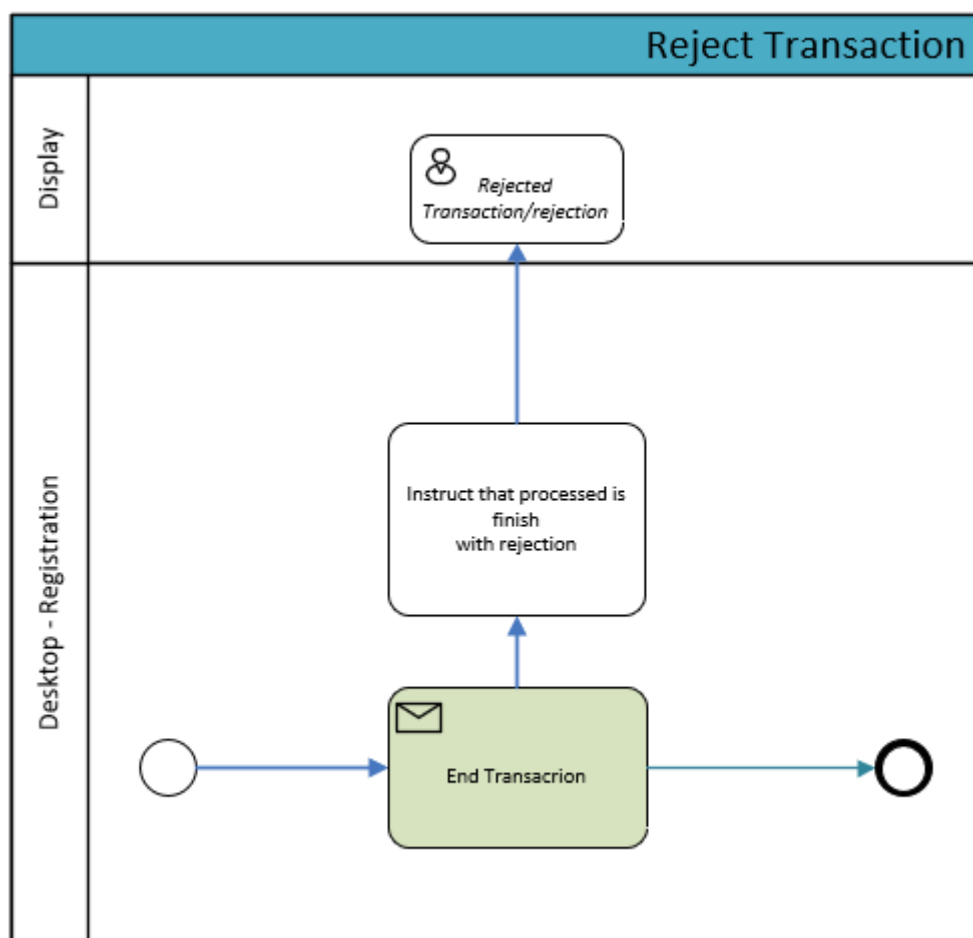 Reject Transaction
Display
Rejected
Transaction/rejection
Desktop - Registration
Instruct that processed is
finish
with rejection
End Transacrion